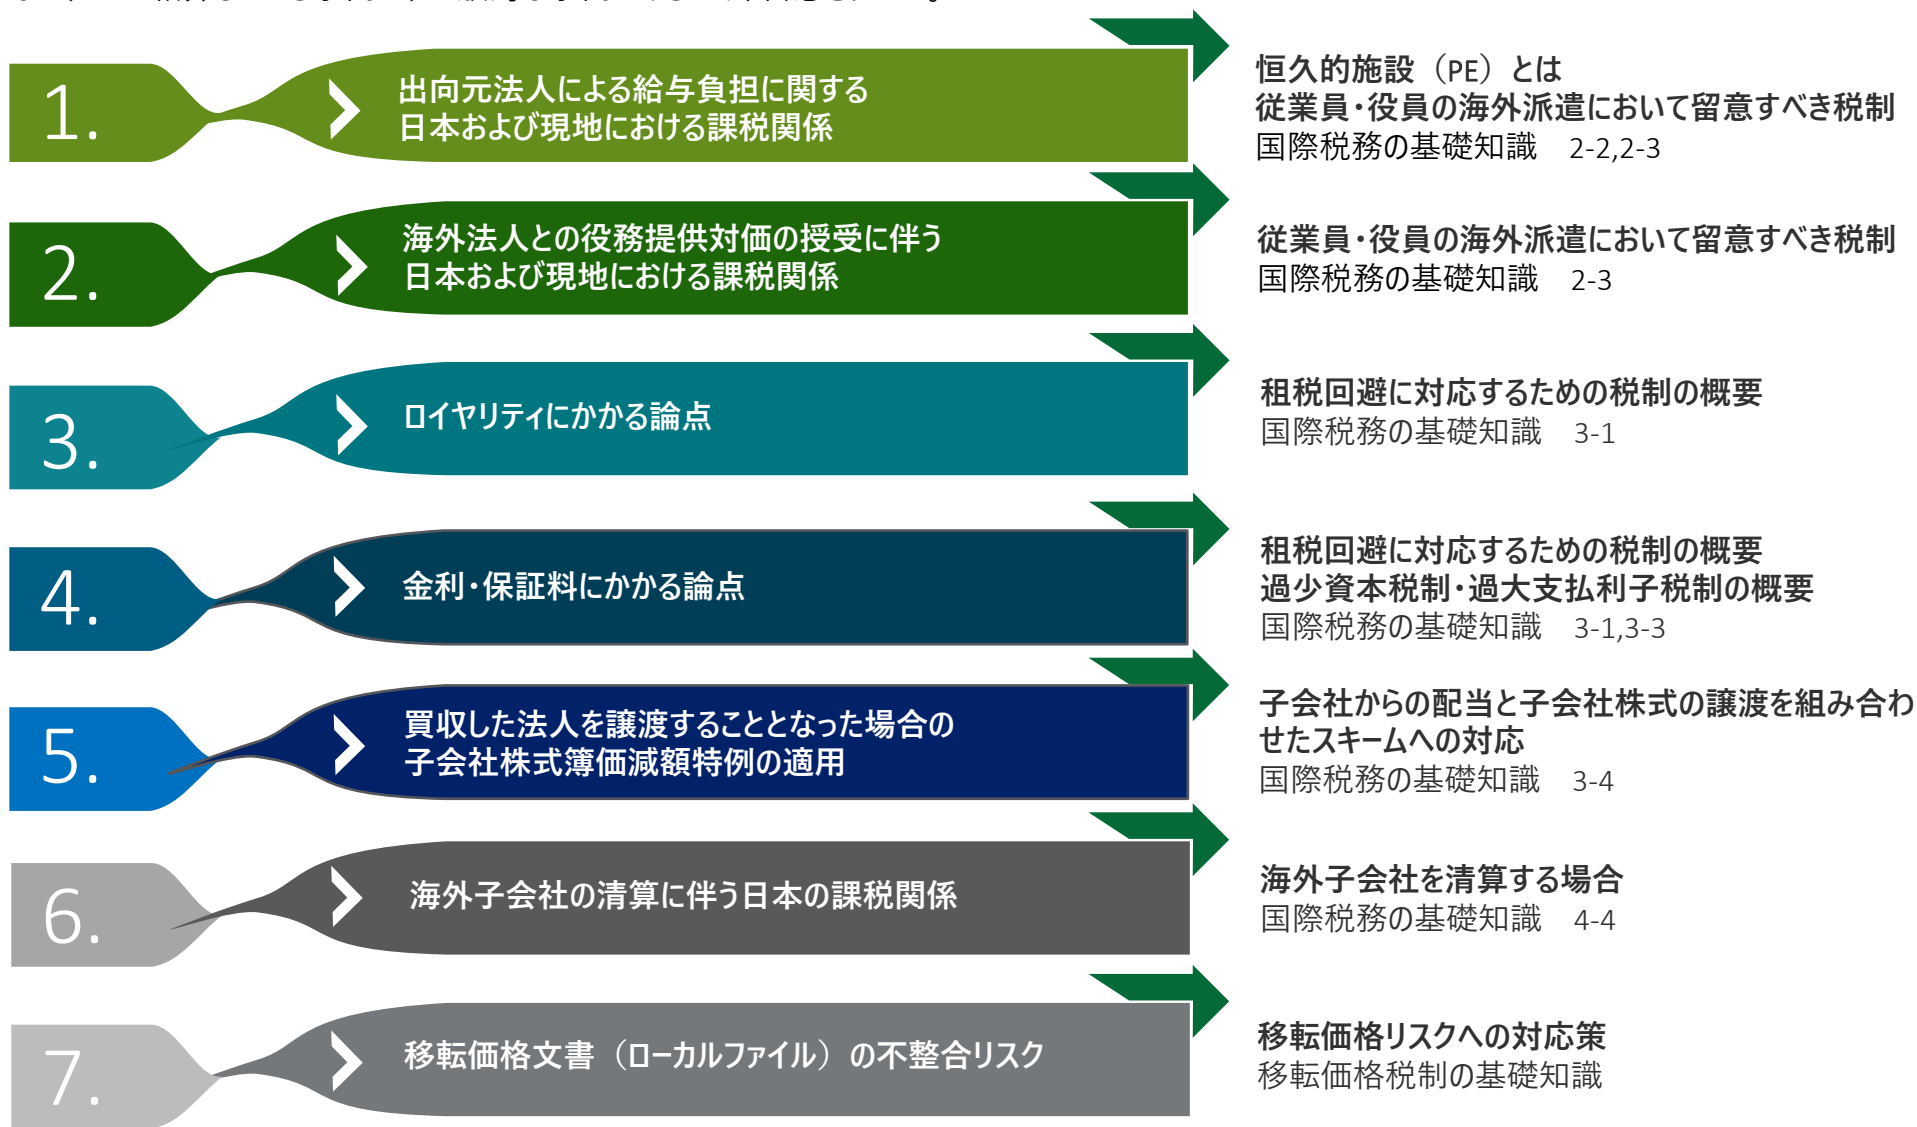 1.
出向元法人による給与負担に関する
日本および現地における課税関係
恒久的施設（PE）とは
従業員・役員の海外派遣において留意すべき税制
国際税務の基礎知識　2-2,2-3
2.
海外法人との役務提供対価の授受に伴う
日本および現地における課税関係
従業員・役員の海外派遣において留意すべき税制
国際税務の基礎知識　2-3
3.
ロイヤリティにかかる論点
租税回避に対応するための税制の概要
国際税務の基礎知識　3-1
4.
金利・保証料にかかる論点
租税回避に対応するための税制の概要
過少資本税制・過大支払利子税制の概要
国際税務の基礎知識　3-1,3-3
5.
買収した法人を譲渡することとなった場合の
子会社株式簿価減額特例の適用
子会社からの配当と子会社株式の譲渡を組み合わ
せたスキームへの対応
国際税務の基礎知識　3-4
6.
海外子会社の清算に伴う日本の課税関係
海外子会社を清算する場合
国際税務の基礎知識　4-4
7.
移転価格文書（ローカルファイル）の不整合リスク
移転価格リスクへの対応策
移転価格税制の基礎知識